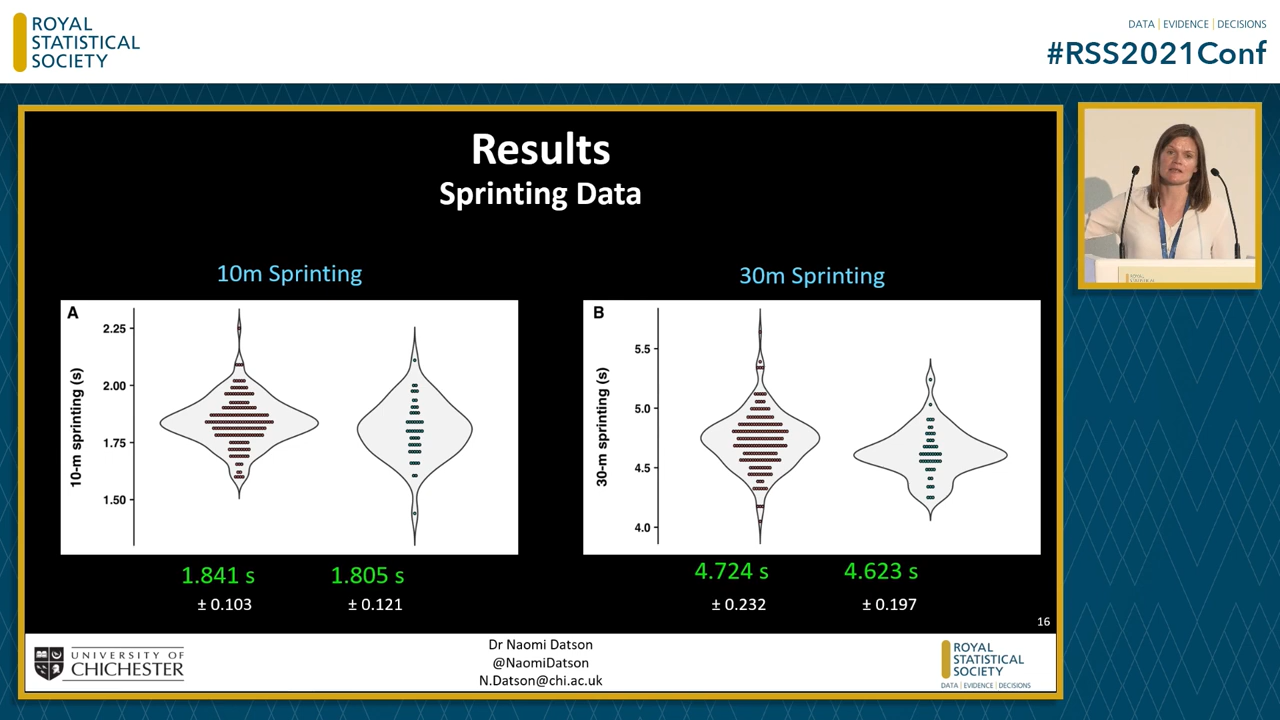 ROYAL
STATISTICAL
SOCIETY
DATA | EVIDENCE | DECISIONS
#RSS2021Conf
Results
Sprinting Data
10m Sprinting
30m Sprinting
A
2.25
2.00
1.75
1.50
10-m sprinting (s)
B
5.5
5.0
4.5
4.0
30-m sprinting (s)
1.841 s
1.805 s
± 0.103
± 0.121
4.724 s
4.623 s
± 0.232
± 0.197
16
UNIVERSITY OF
CHICHESTER
Dr Naomi Datson
@NaomiDatson
N.Datson@chi.ac.uk
ROYAL
STATISTICAL
SOCIETY
DATA | EVIDENCE | DECISIONS